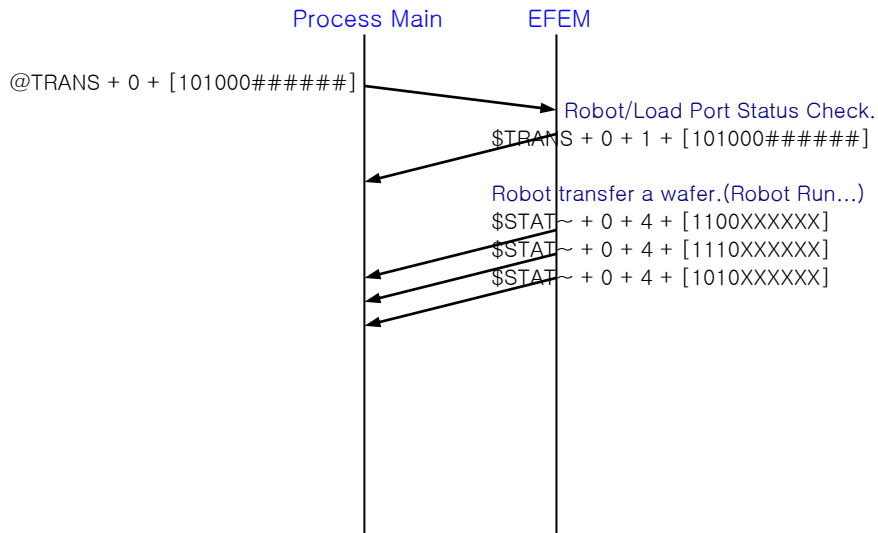 Process Main
EFEM
@TRANS + 0 + [101000######]
Robot/Load Port Status Check.
$TRANS + 0 + 1 + [101000######]
Robot transfer a wafer.(Robot Run...)
$STAT~ + 0 + 4 + [1100XXXXXX]
$STAT~ + 0 + 4 + [1110XXXXXX]
$STAT~ + 0 + 4 + [1010XXXXXX]